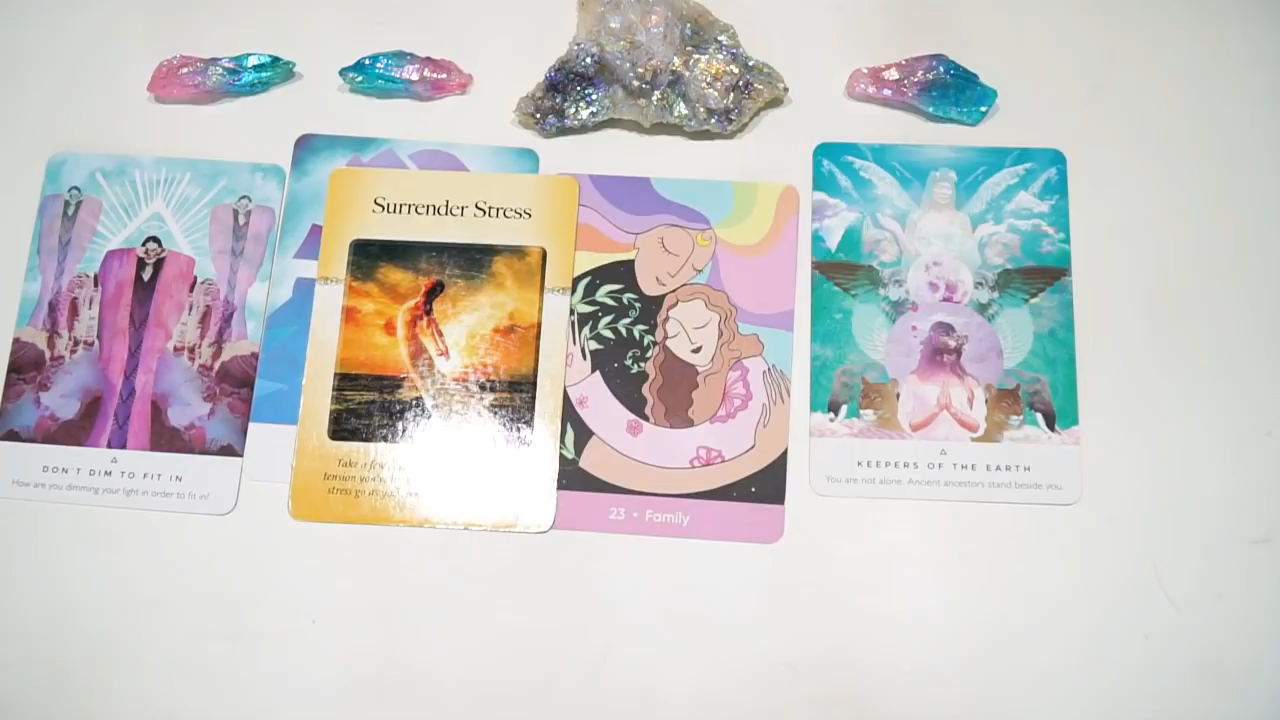 DON'T DIM TO FIT IN
How are you dimming your light in order to fit in?
Surrender Stress
Take a few
tension you
stress go as you
23 • Family
KEEPERS OF THE EARTH
You are not alone. Ancient ancestors stand beside you.